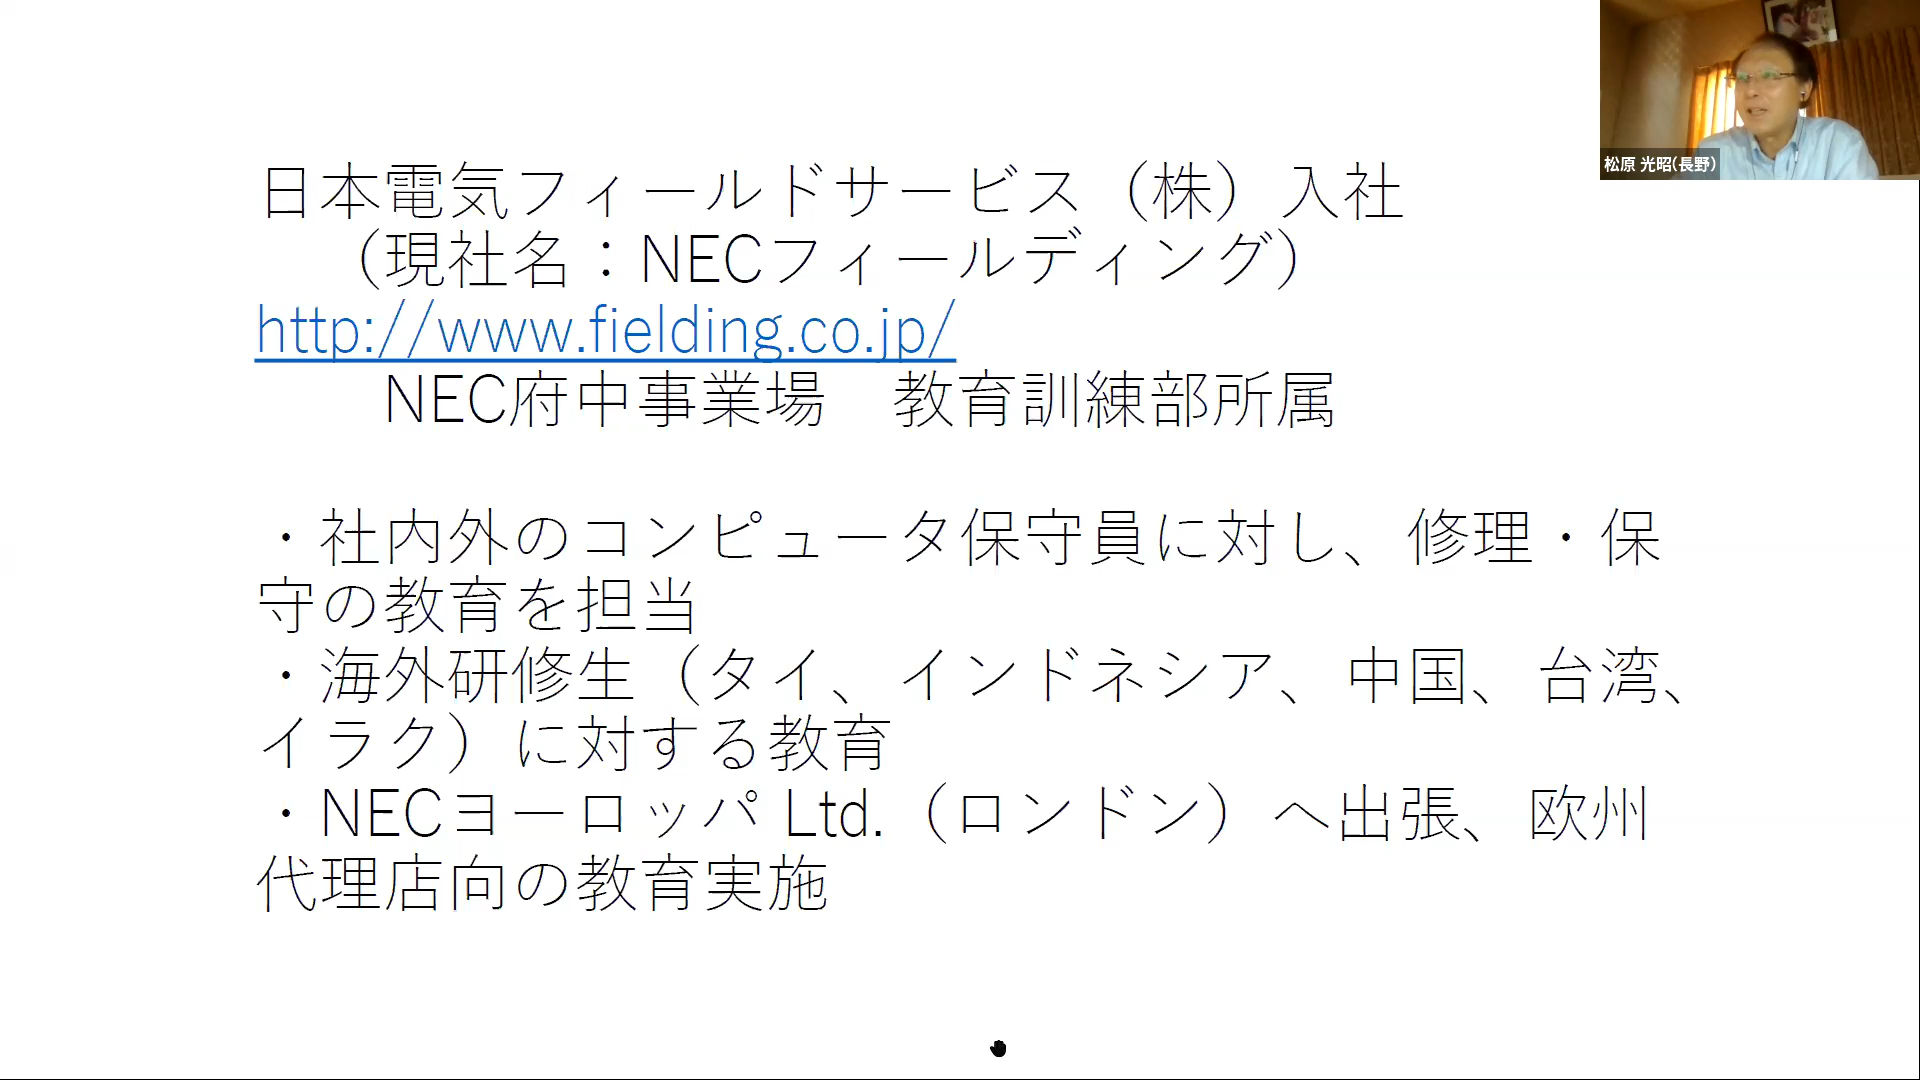 日本電気フィールドサービス（株）入社
（現社名：NECフィールディング）
http://www.fielding.co.jp/
NEC府中事業場　教育訓練部所属
・社内外のコンピュータ保守員に対し、修理・保
守の教育を担当
・海外研修生（タイ、インドネシア、中国、台湾、
イラク）に対する教育
・NECヨーロッパ Ltd.（ロンドン）へ出張、欧州
代理店向の教育実施
松原 光昭(長野)